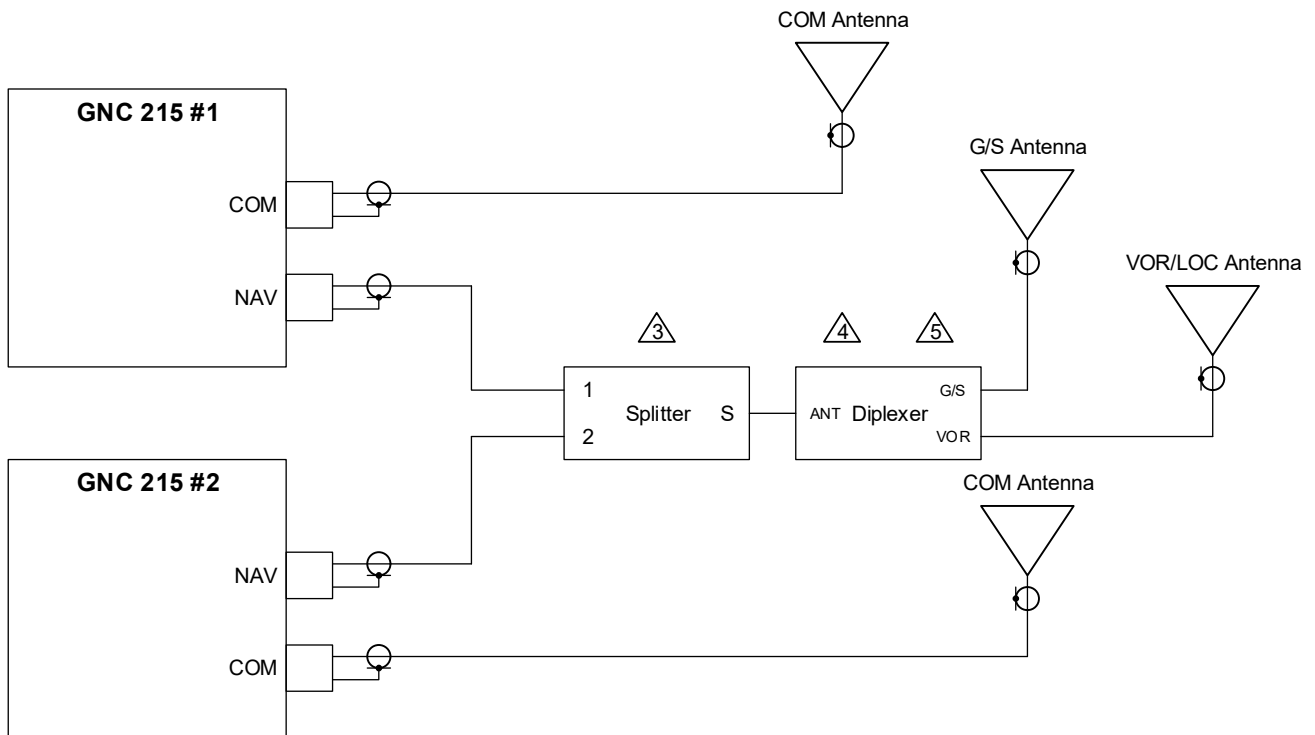 COM Antenna
GNC 215 #1
G/S Antenna
COM
VOR/LOC Antenna
NAV
3
4
5
1
G/S
Splitter
S
ANT
Diplexer
2
VOR
GNC 215 #2
COM Antenna
NAV
COM